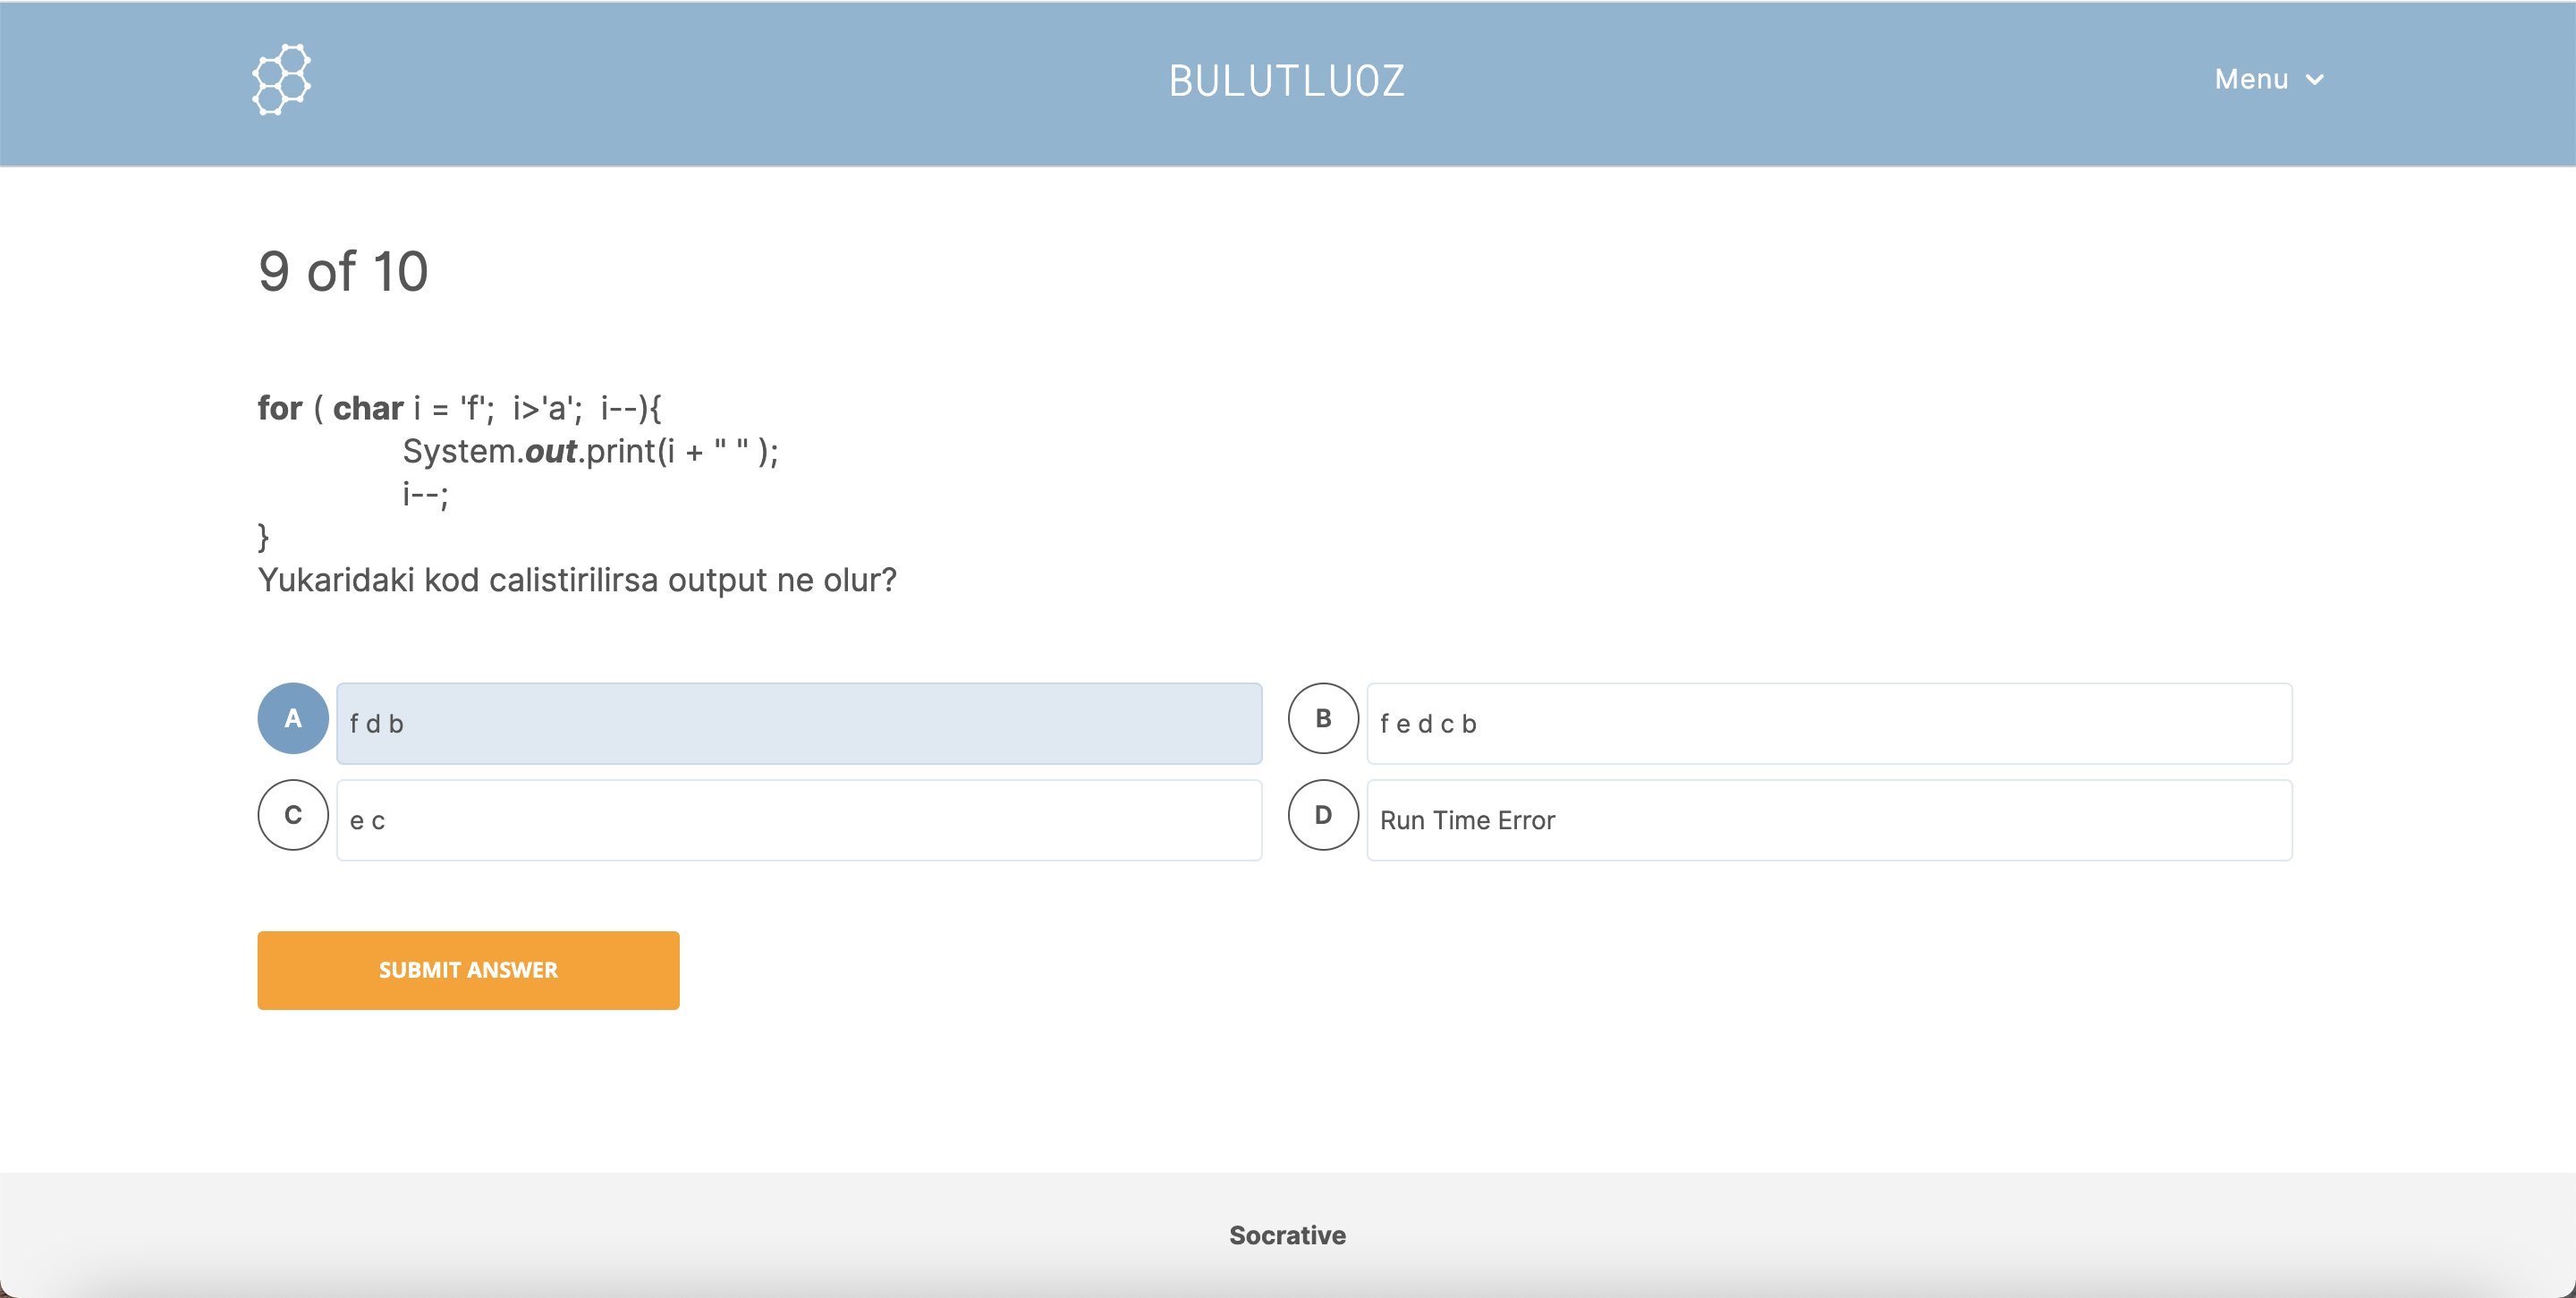 BULUTLUOZ
Menu
9 of 10
for ( char i = 'f';  i>'a';  i--){
System.out.print(i + " " );
i--;
}
Yukaridaki kod calistirilirsa output ne olur?
A f d b
B f e d c b
C e c
D Run Time Error
SUBMIT ANSWER
Socrative